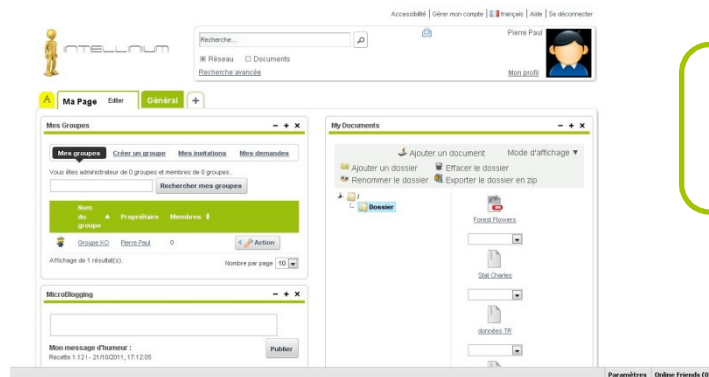 Accessibilité | Gérer mon compte | français | Aide | Se déconnecter
INTELLINIUM
Recherche...
Pierre Paul
Réseau Documents
Recherche avancée
Mon profil
A Ma Page Editer Général +
Mes Groupes
Mes groupes Créer un groupe Mes invitations Mes demandes
Vous êtes administrateur de 0 groupes et membres de 0 groupes.
Rechercher mes groupes
Nom du groupe Propriétaire Membres
Groupe KO Pierre Paul 0 Action
Affichage de 1 résultat(s). Nombre par page 10
MicroBlogging
Mon message d'humeur :
Recette 1.12 ! - 21/10/2011, 17:12:05
Publier
My Documents
Ajouter un document Mode d'affichage
Ajouter un dossier Effacer le dossier
Renommer le dossier Exporter le dossier en zip
/
Dossier
Forest Flowers
Stat Charles
données TR
Paramètres Online Friends (0